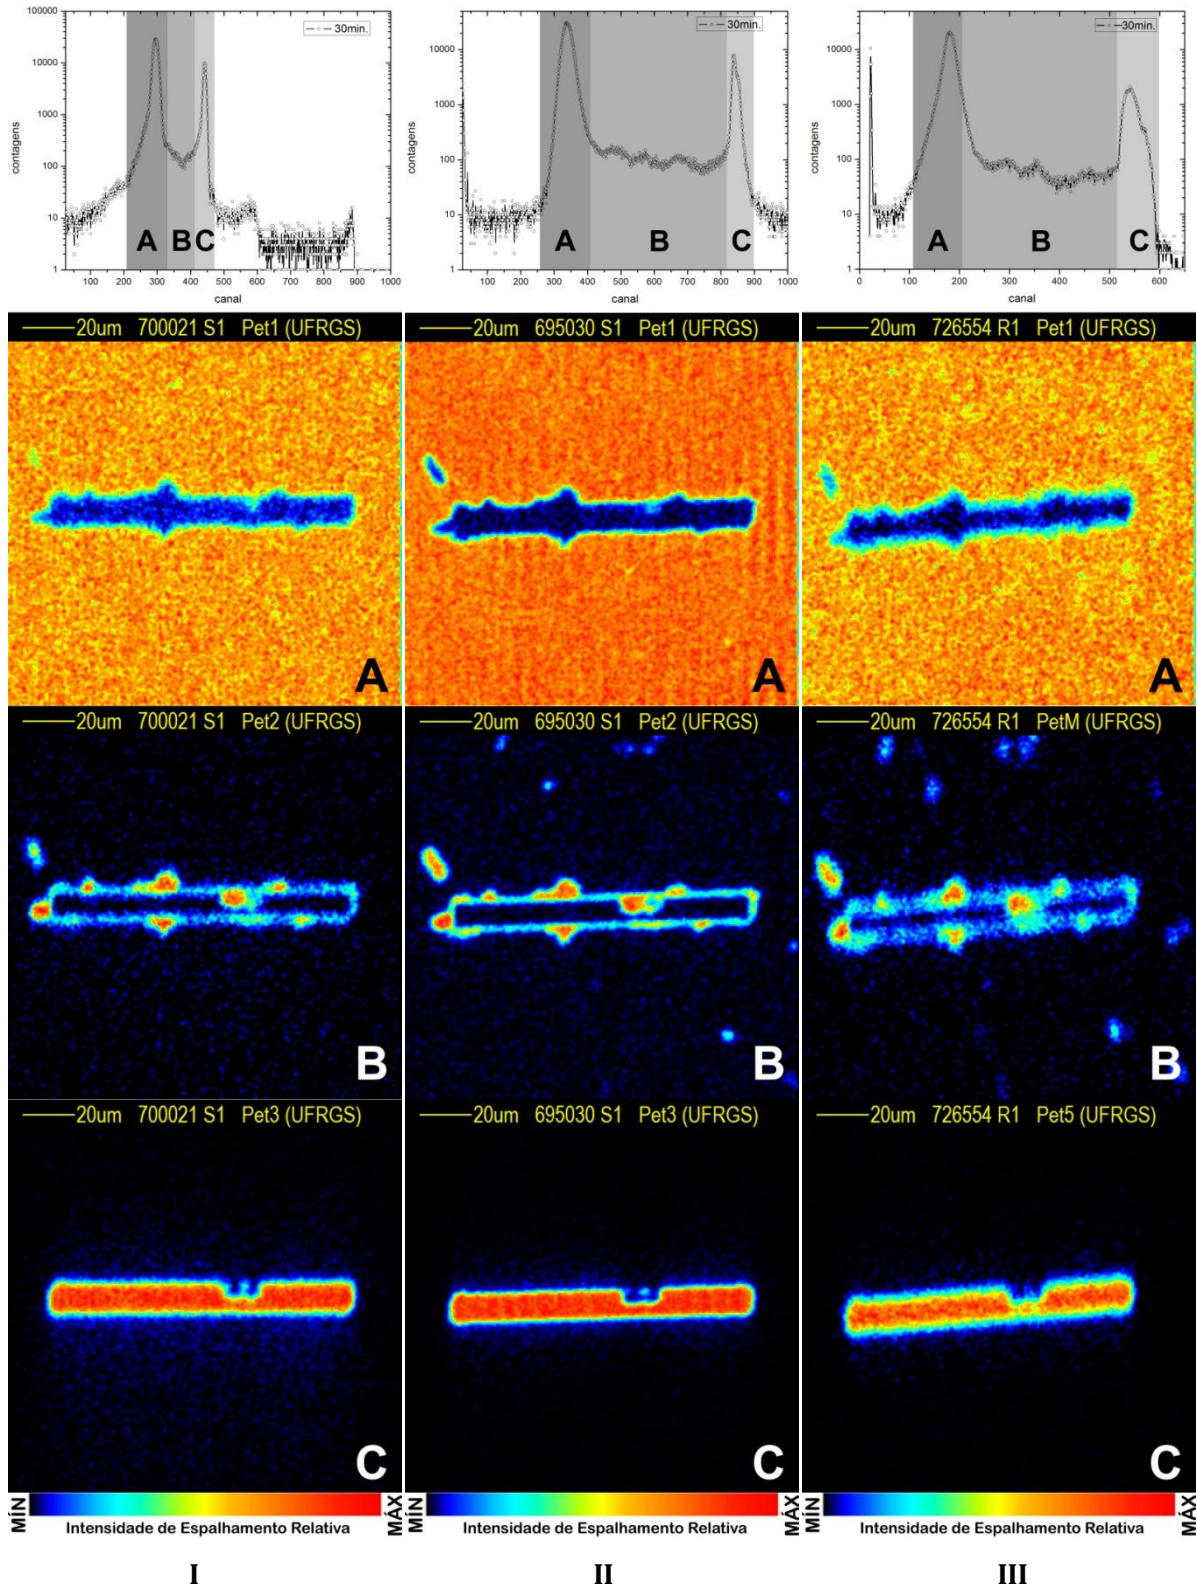 100000
10000
1000
100
10
1
contagens
30min.
A B C
100 200 300 400 500 600 700 800 900 1000
canal
10000
1000
100
10
1
contagens
30min.
A B C
100 200 300 400 500 600 700 800 900 1000
canal
10000
1000
100
10
1
contagens
30min.
A B C
0 100 200 300 400 500 600
canal
20um 700021 S1 Pet1 (UFRGS)
A
20um 695030 S1 Pet1 (UFRGS)
A
20um 726554 R1 Pet1 (UFRGS)
A
20um 700021 S1 Pet2 (UFRGS)
B
20um 695030 S1 Pet2 (UFRGS)
B
20um 726554 R1 PetM (UFRGS)
B
20um 700021 S1 Pet3 (UFRGS)
C
20um 695030 S1 Pet3 (UFRGS)
C
20um 726554 R1 Pet5 (UFRGS)
C
MÍN MÁX
Intensidade de Espalhamento Relativa
MÍN MÁX
Intensidade de Espalhamento Relativa
MÍN MÁX
Intensidade de Espalhamento Relativa
I II III